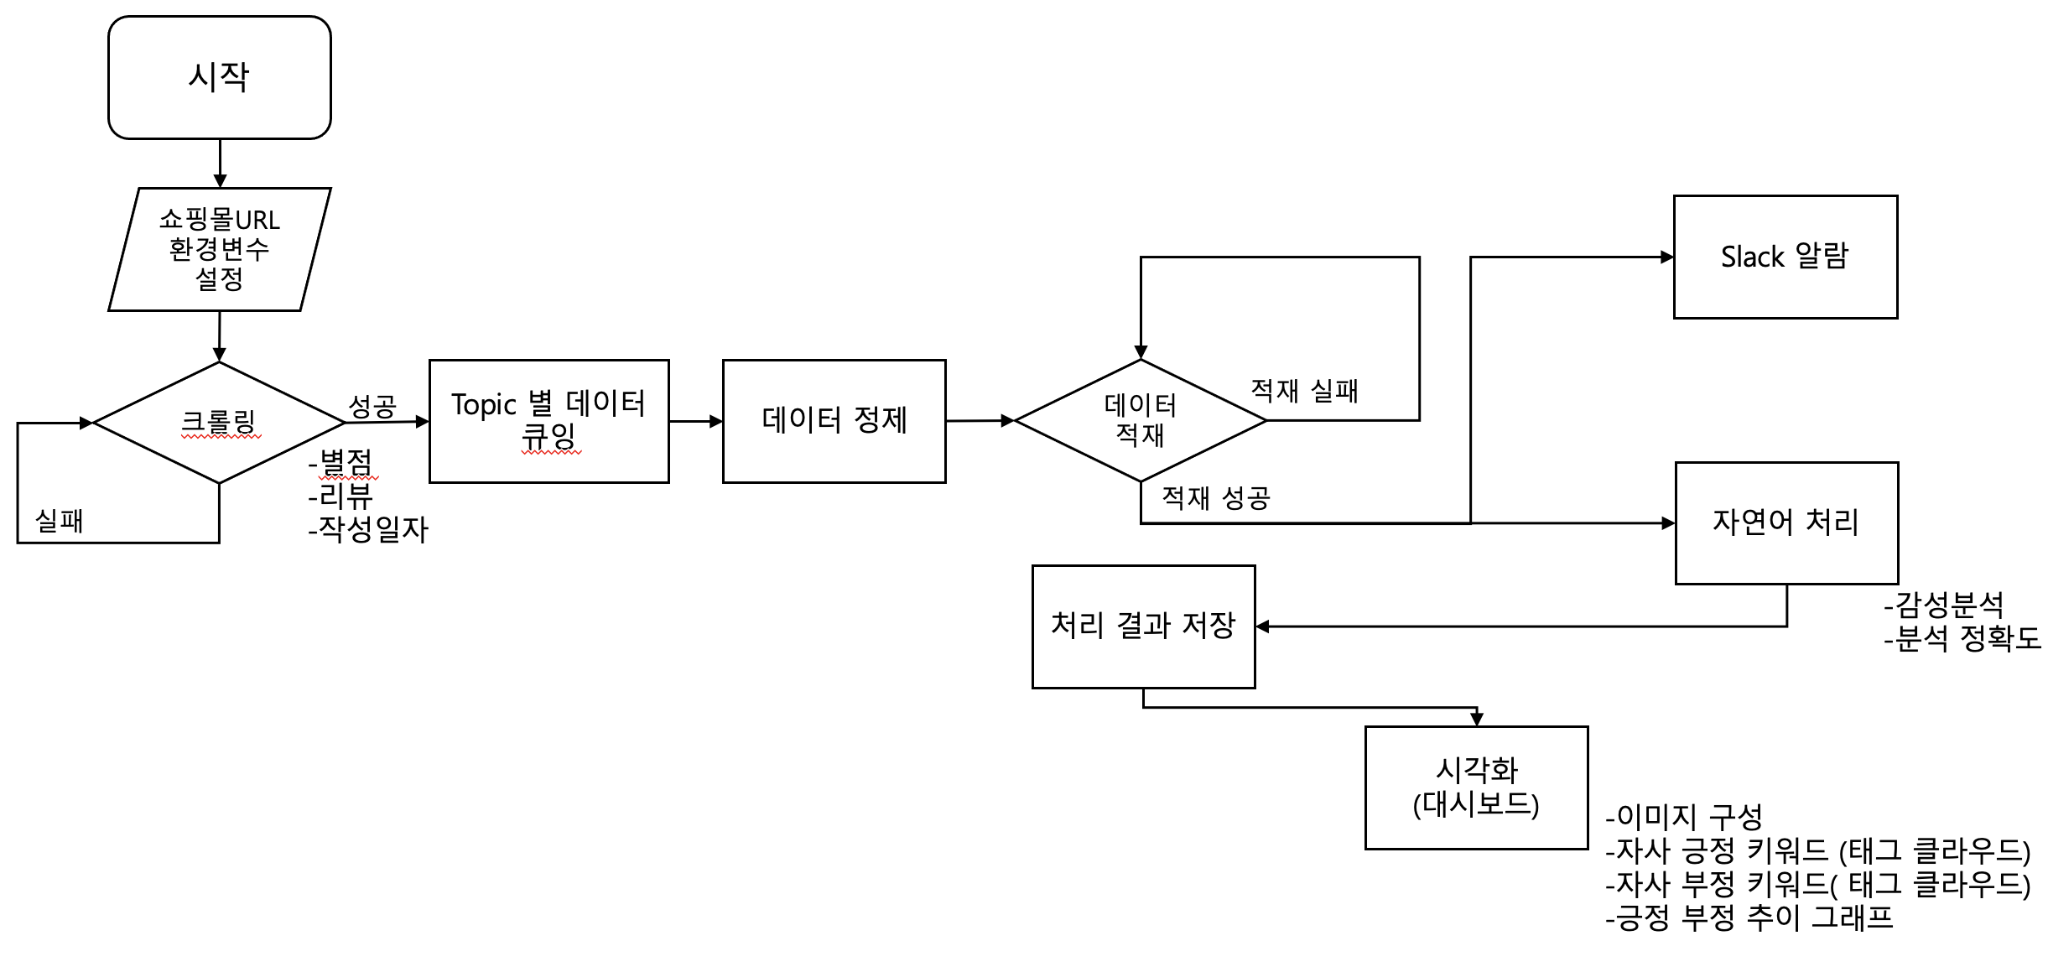 시작
쇼핑몰URL
환경변수
설정
크롤링
성공
실패
-별점
-리뷰
-작성일자
Topic 별 데이터
큐잉
데이터 정제
데이터
적재
적재 실패
적재 성공
Slack 알람
자연어 처리
-감성분석
-분석 정확도
처리 결과 저장
시각화
(대시보드)
-이미지 구성
-자사 긍정 키워드 (태그 클라우드)
-자사 부정 키워드( 태그 클라우드)
-긍정 부정 추이 그래프